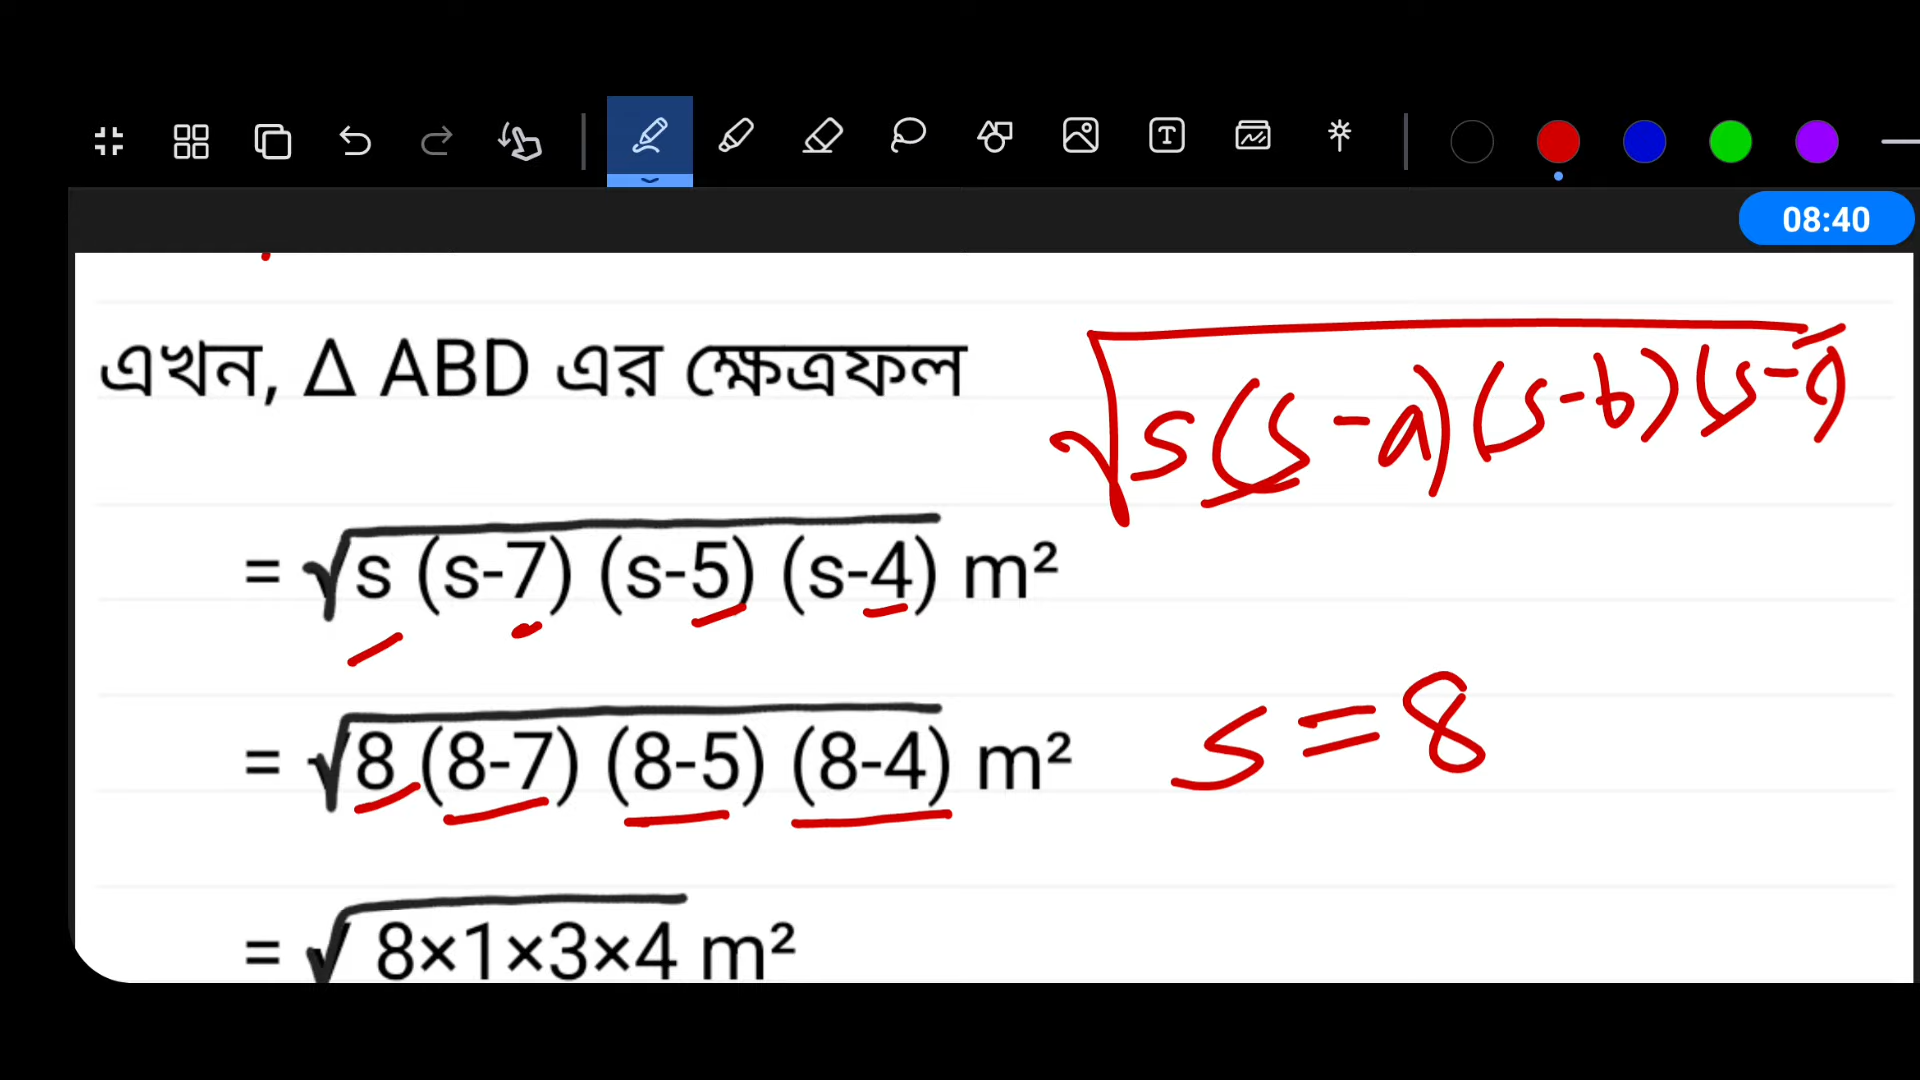 08:40
এখন, Δ ABD এর ক্ষেত্রফল
√s(s-a)(s-b)(s-c)
= √s (s-7) (s-5) (s-4) m²
= √8 (8-7) (8-5) (8-4) m²
s=8
= √ 8×1×3×4 m²